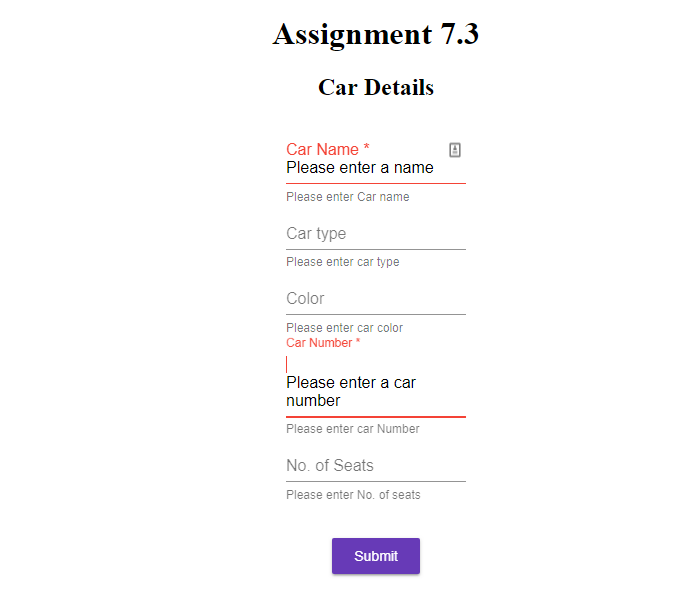 Assignment 7.3
Car Details
Car Name *
Please enter a name
Please enter Car name
Car type
Please enter car type
Color
Please enter car color
Car Number *
Please enter a car
number
Please enter car Number
No. of Seats
Please enter No. of seats
Submit